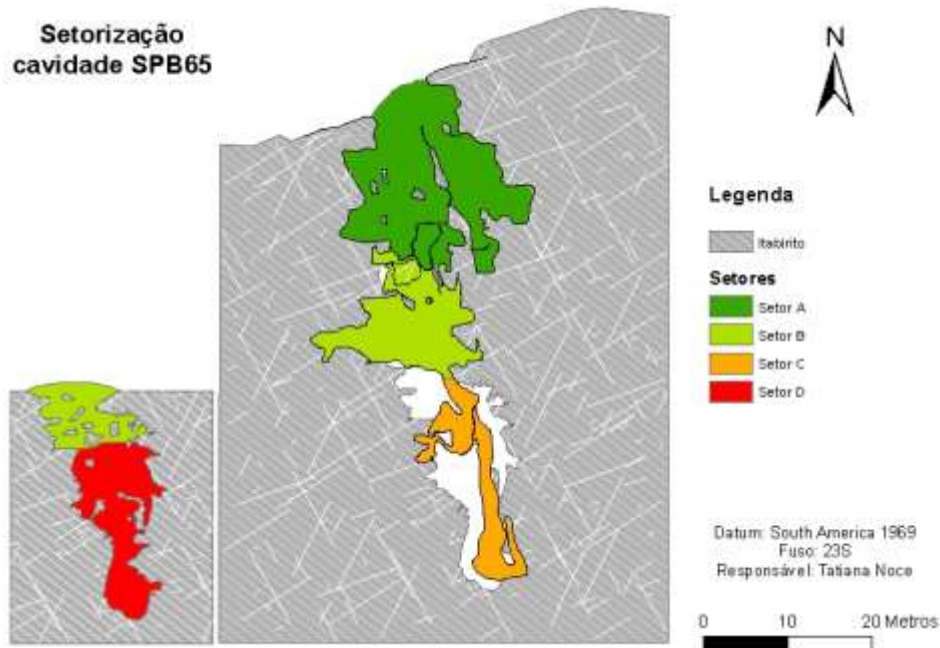 Setorização
cavidade SPB65
N
Legenda
Itabirito
Setores
Setor A
Setor B
Setor C
Setor D
Datum: South America 1969
Fuso: 23S
Responsável: Tatiana Noce
0 10 20 Metros